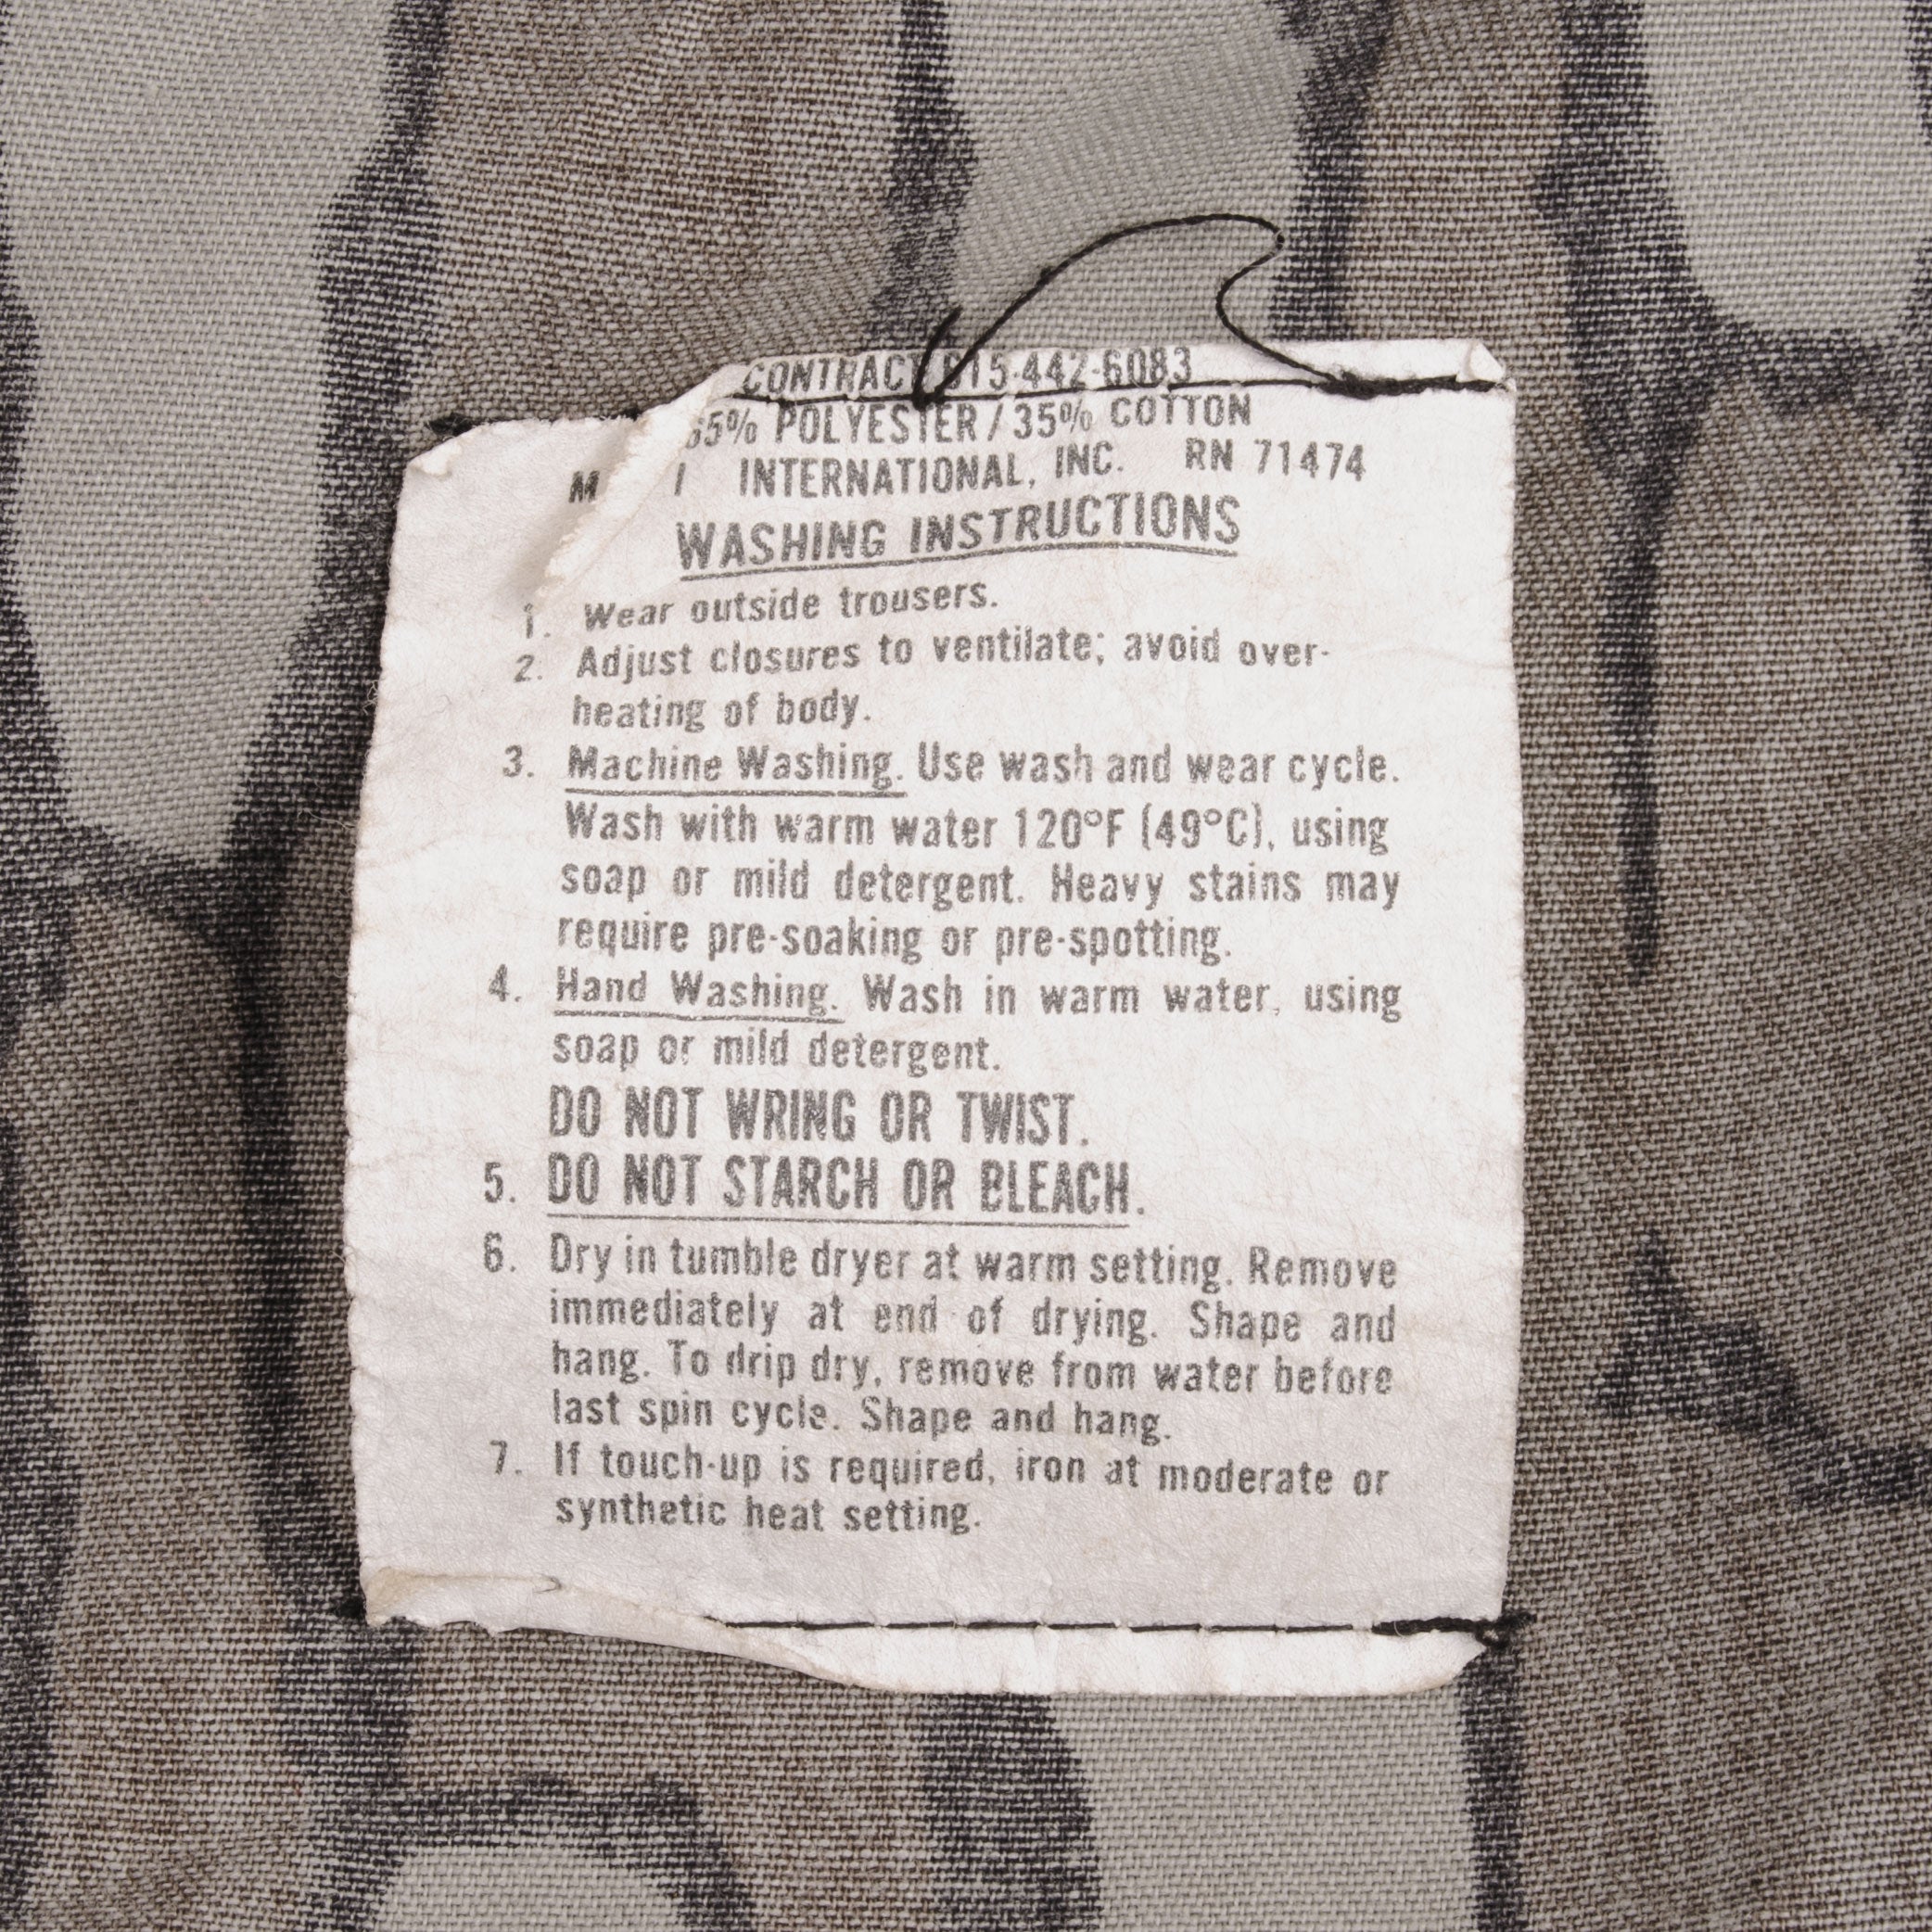 CONTRACT 615-442-6083
65% POLYESTER / 35% COTTON
INTERNATIONAL, INC. RN 71474
WASHING INSTRUCTIONS
1. Wear outside trousers.
2. Adjust closures to ventilate; avoid over-
heating of body.
3. Machine Washing. Use wash and wear cycle.
Wash with warm water 120°F (49°C), using
soap or mild detergent. Heavy stains may
require pre-soaking or pre-spotting.
4. Hand Washing. Wash in warm water, using
soap or mild detergent.
DO NOT WRING OR TWIST.
5. DO NOT STARCH OR BLEACH.
6. Dry in tumble dryer at warm setting. Remove
immediately at end of drying. Shape and
hang. To drip dry, remove from water before
last spin cycle. Shape and hang.
7. If touch-up is required, iron at moderate or
synthetic heat setting.